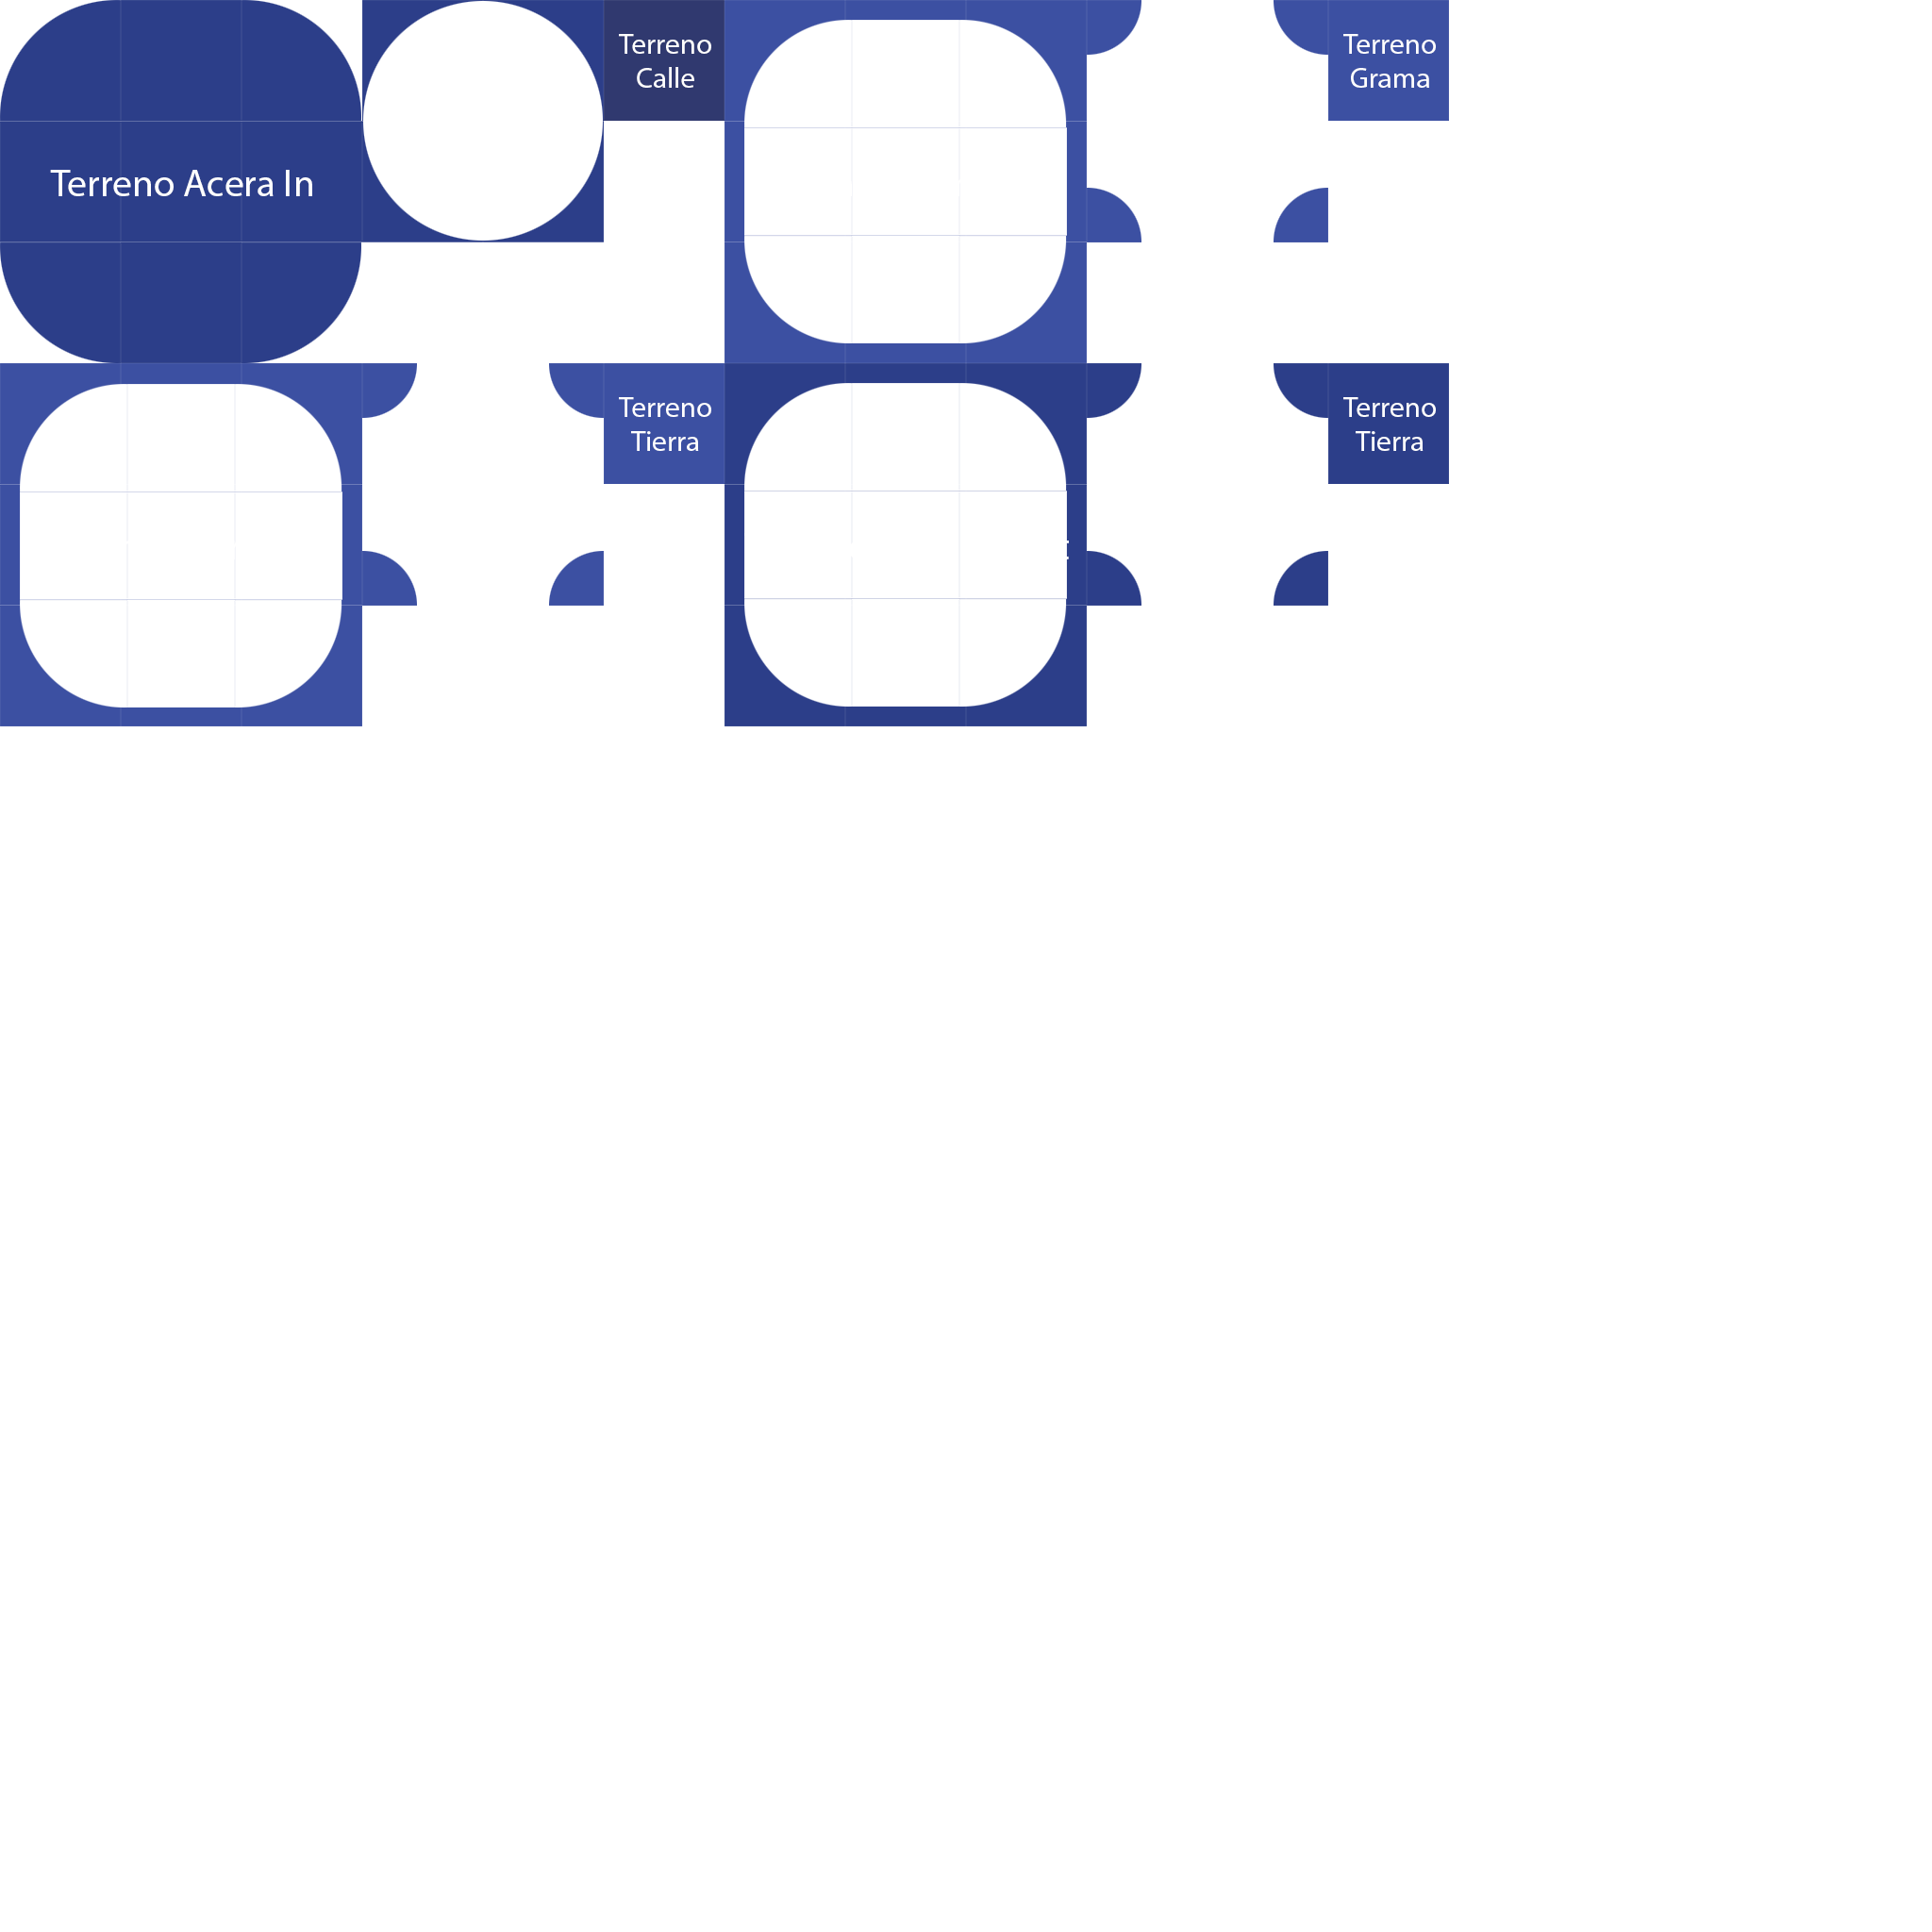 Terreno Acera In
Terreno
Calle
Terreno
Grama
Terreno
Tierra
Terreno
Tierra